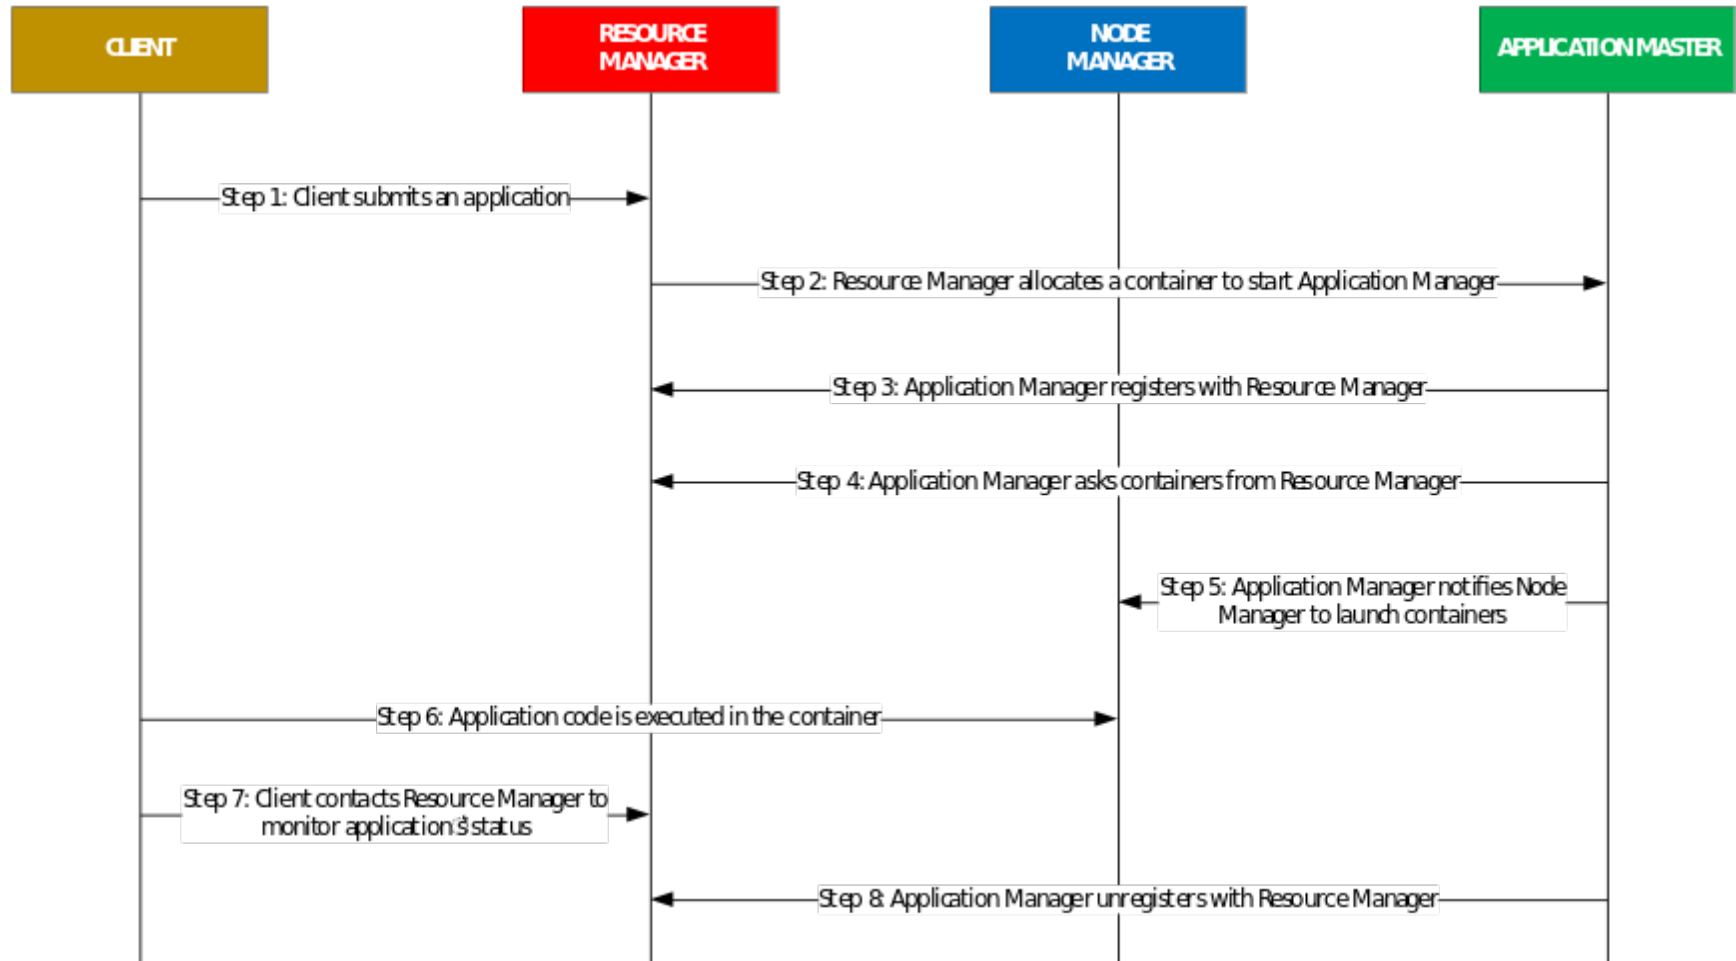 CLIENT
RESOURCE
MANAGER
NODE
MANAGER
APPLICATION MASTER
Step 1: Client submits an application
Step 2: Resource Manager allocates a container to start Application Manager
Step 3: Application Manager registers with Resource Manager
Step 4: Application Manager asks containers from Resource Manager
Step 5: Application Manager notifies Node
Manager to launch containers
Step 6: Application code is executed in the container
Step 7: Client contacts Resource Manager to
monitor application's status
Step 8: Application Manager unregisters with Resource Manager